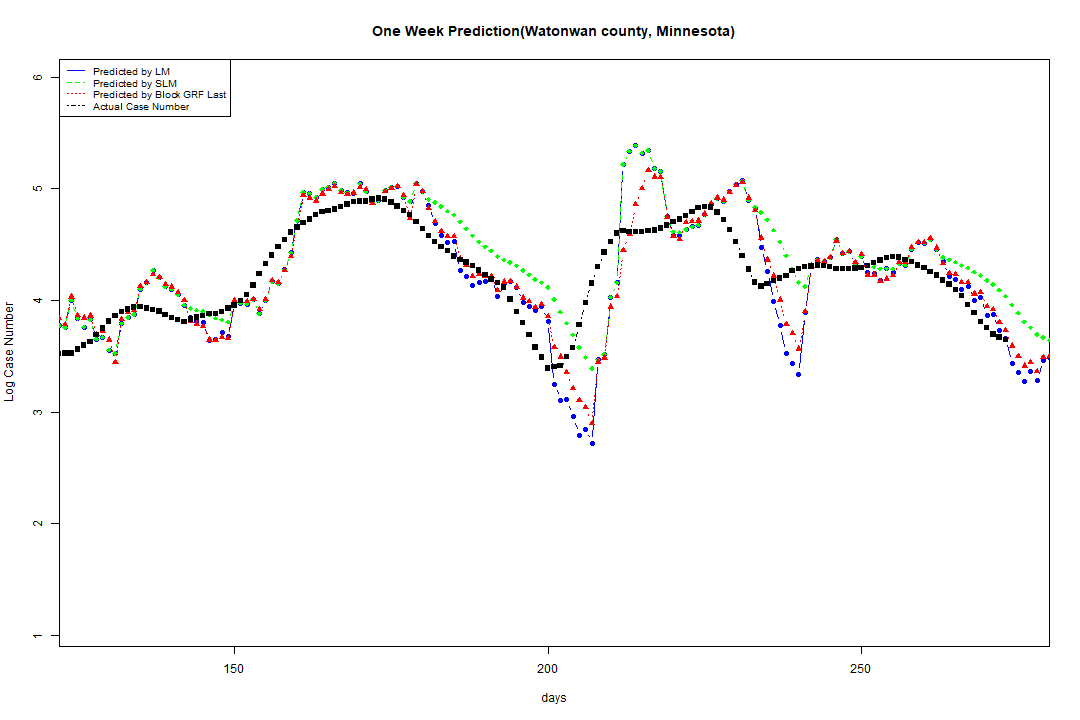 One Week Prediction(Watonwan county, Minnesota)
Predicted by LM
Predicted by SLM
Predicted by Block GRF Last
Actual Case Number
6
5
4
3
2
1
Log Case Number
150
200
250
days